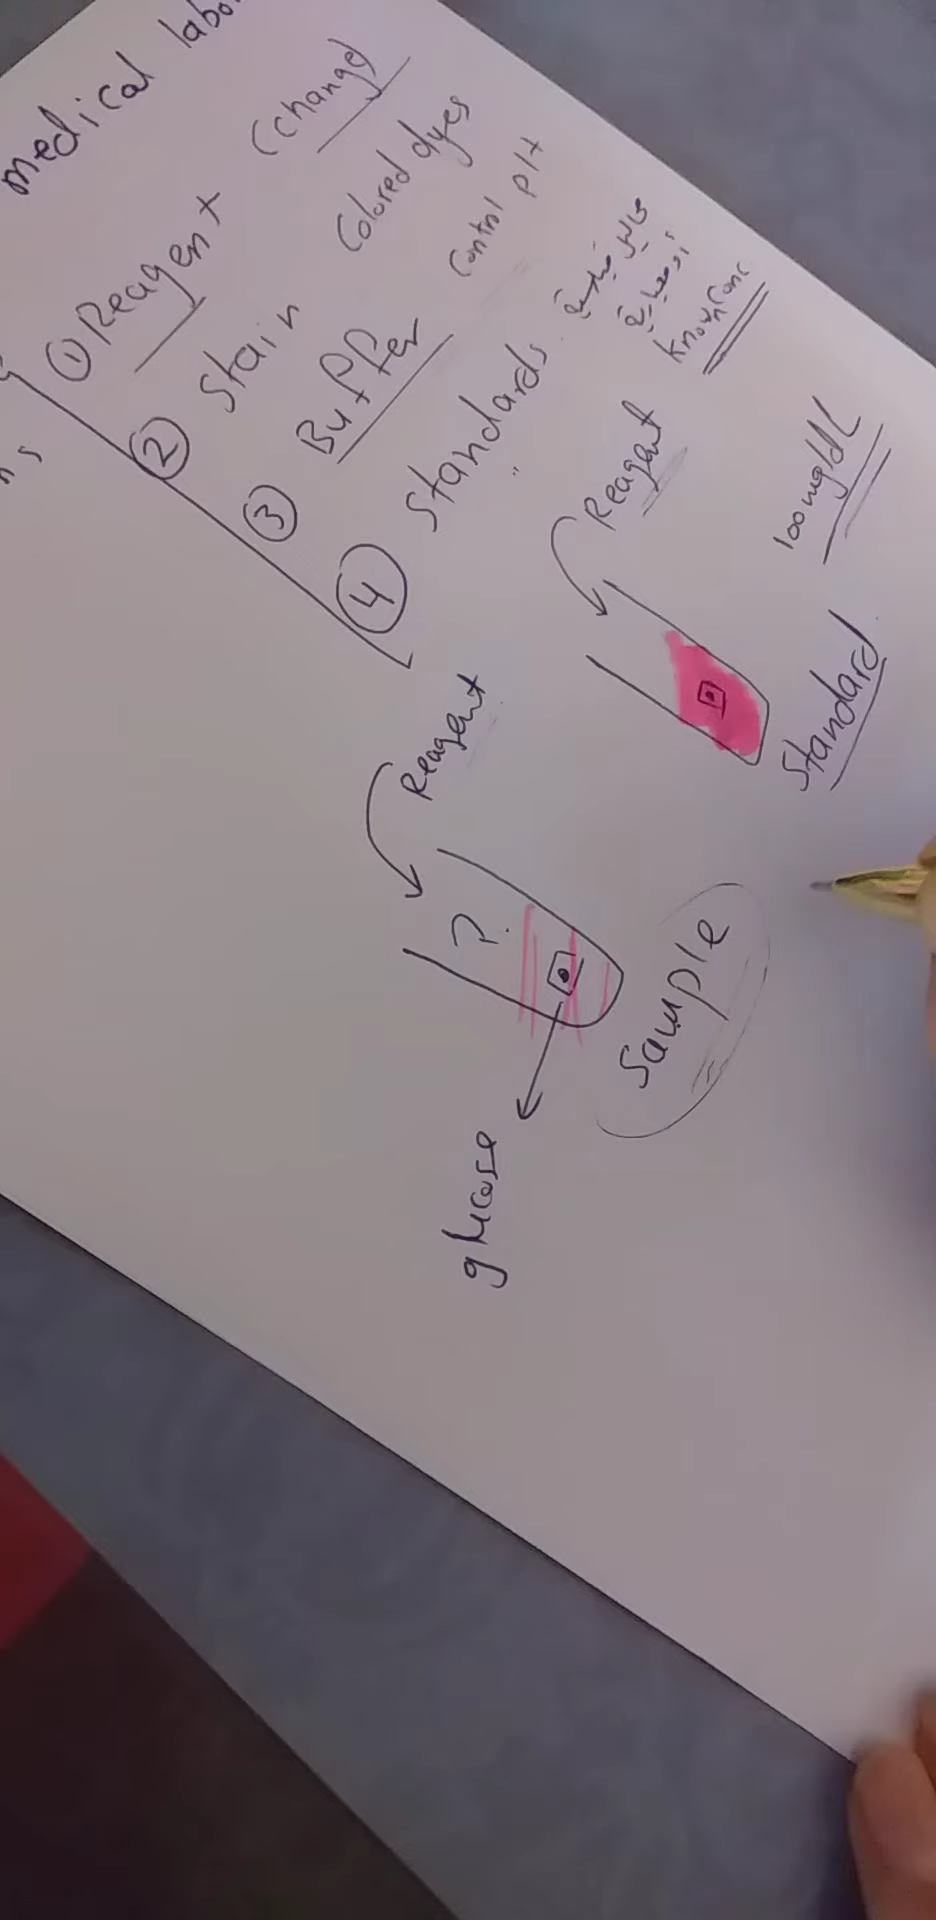 medical
① Reagent (change)
② Stain Colored dyes
③ Buffer Control pH
④ Standards محاليل قياسية
known Conc
Reagent
100 mg/dL
Standard
Reagent
?
Sample
glucose